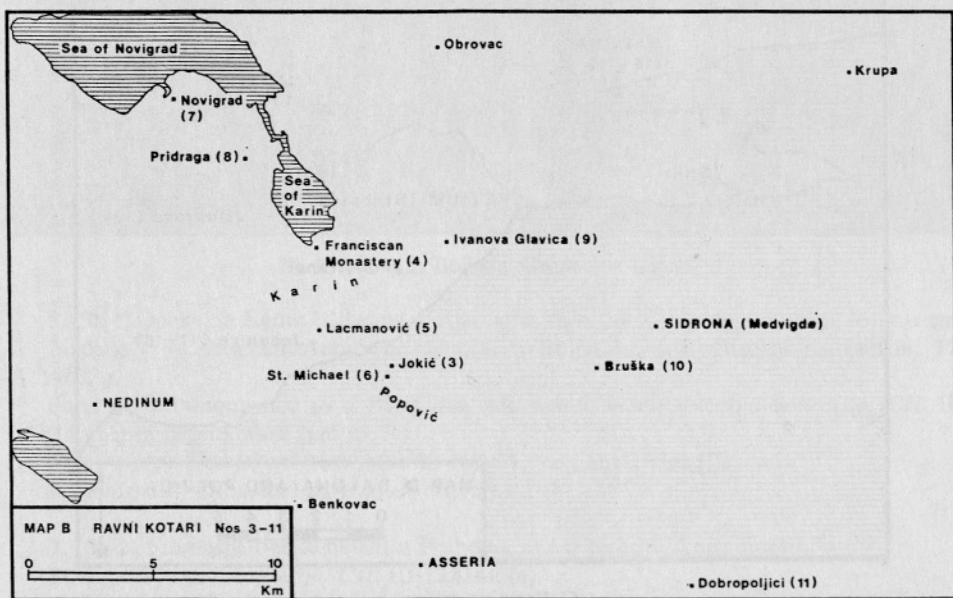 Sea of Novigrad
Obrovac
Krupa
Novigrad
(7)
Pridraga (8)
Sea
of
Karin
Ivanova Glavica (9)
Franciscan
Monastery (4)
Karin
Lacmanović (5)
SIDRONA (Medviđe)
Jokić (3)
Bruška (10)
St. Michael (6)
Popović
NEDINUM
Benkovac
MAP B RAVNI KOTARI Nos 3–11
0 5 10
Km
ASSERIA
Dobropoljici (11)